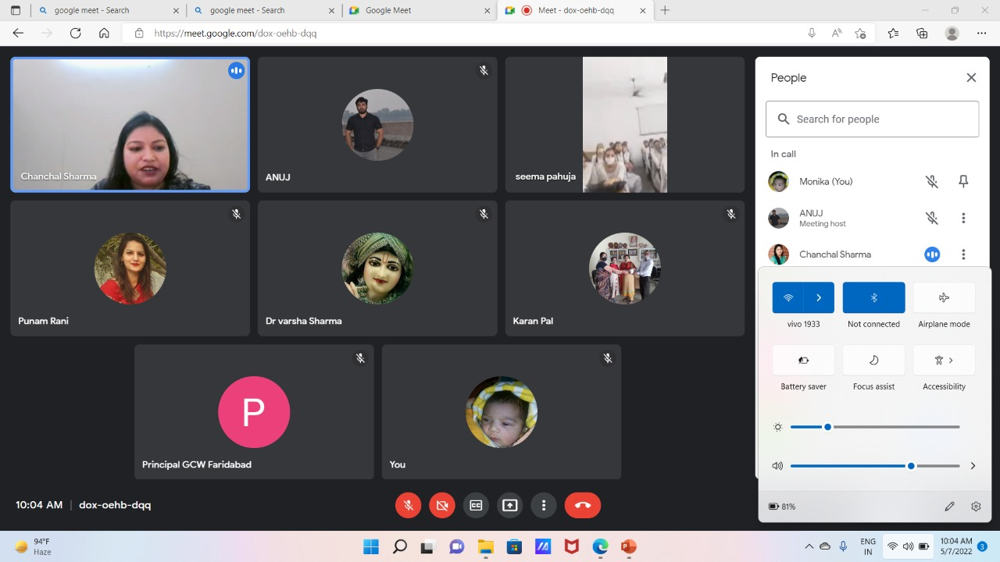 google meet - Search
google meet - Search
Google Meet
Meet - dox-oehb-dqq
https://meet.google.com/dox-oehb-dqq
Chanchal Sharma
ANUJ
seema pahuja
Punam Rani
Dr varsha Sharma
Karan Pal
P
Principal GCW Faridabad
You
People
Search for people
In call
Monika (You)
ANUJ
Meeting host
Chanchal Sharma
vivo 1933
Not connected
Airplane mode
Battery saver
Focus assist
Accessibility
81%
10:04 AM | dox-oehb-dqq
CC
94°F
Haze
ENG
IN
10:04 AM
5/7/2022
3